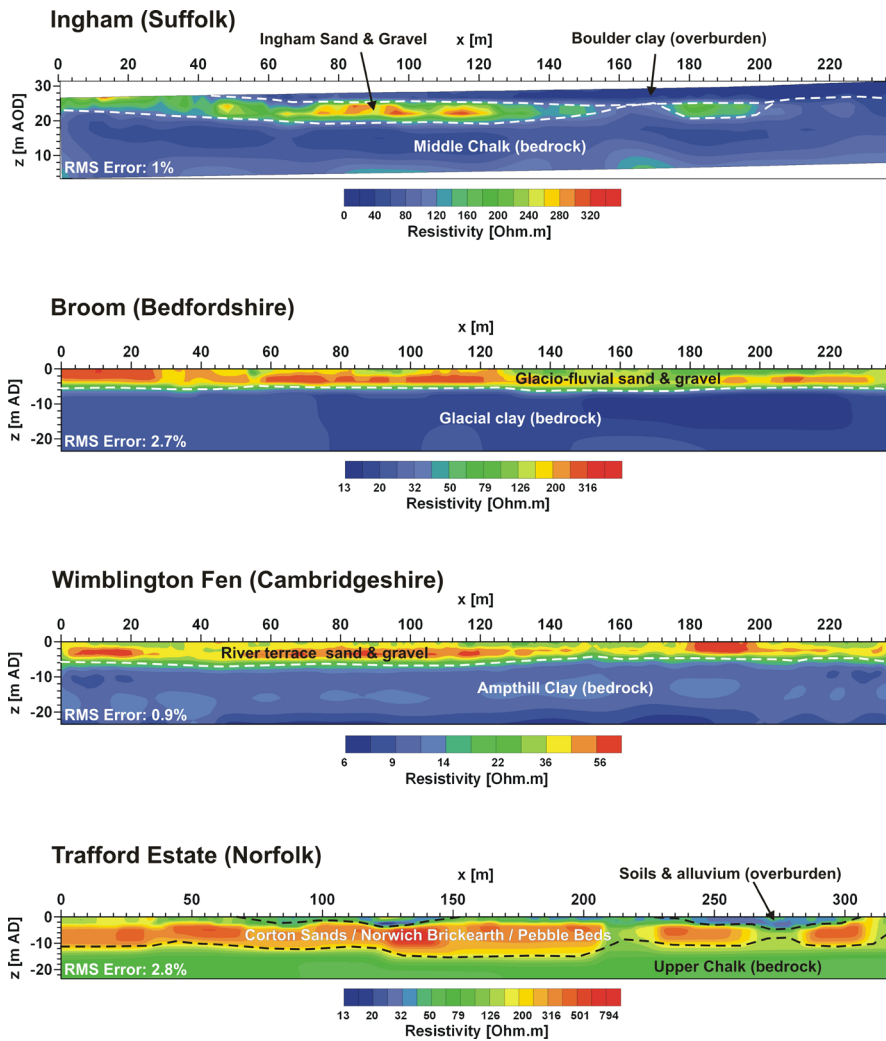 Ingham (Suffolk)
Ingham Sand & Gravel
x [m]
Boulder clay (overburden)
0 20 40 60 80 100 120 140 160 180 200 220
30
20
10
z [m AOD]
Middle Chalk (bedrock)
RMS Error: 1%
0 40 80 120 160 200 240 280 320
Resistivity [Ohm.m]
Broom (Bedfordshire)
x [m]
0 20 40 60 80 100 120 140 160 180 200 220
0
-10
-20
z [m AD]
Glacio-fluvial sand & gravel
Glacial clay (bedrock)
RMS Error: 2.7%
13 20 32 50 79 126 200 316
Resistivity [Ohm.m]
Wimblington Fen (Cambridgeshire)
x [m]
0 20 40 60 80 100 120 140 160 180 200 220
0
-10
-20
z [m AD]
River terrace sand & gravel
Ampthill Clay (bedrock)
RMS Error: 0.9%
6 9 14 22 36 56
Resistivity [Ohm.m]
Trafford Estate (Norfolk)
x [m]
Soils & alluvium (overburden)
0 50 100 150 200 250 300
0
-10
-20
z [m AD]
Corton Sands / Norwich Brickearth / Pebble Beds
Upper Chalk (bedrock)
RMS Error: 2.8%
13 20 32 50 79 126 200 316 501 794
Resistivity [Ohm.m]